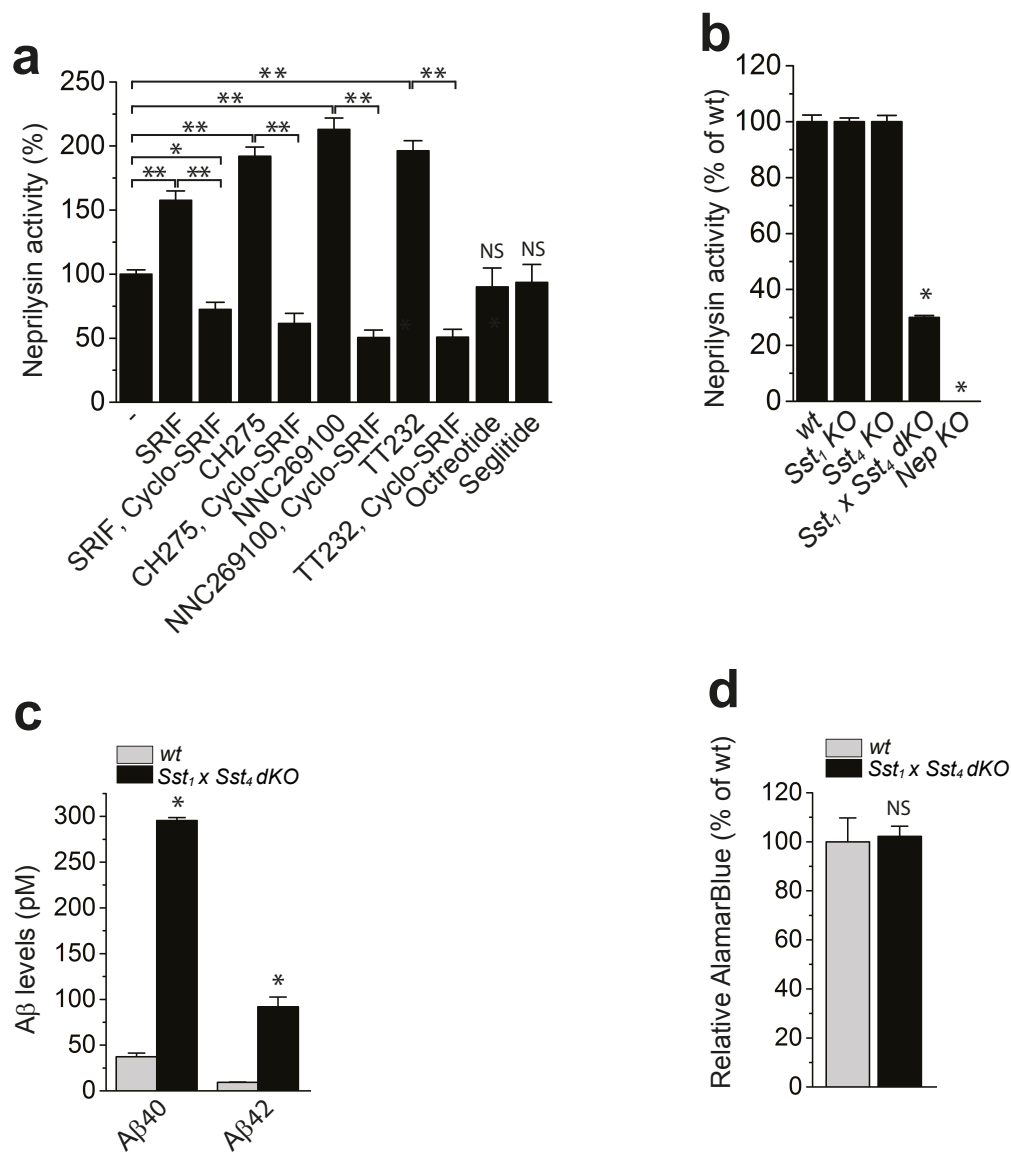 a
Neprilysin activity (%)
250
200
150
100
50
0
**
**
**
**
**
**
*
**
**
NS
NS
*
*
-
SRIF
SRIF, Cyclo-SRIF
CH275
CH275, Cyclo-SRIF
NNC269100
NNC269100, Cyclo-SRIF
TT232
TT232, Cyclo-SRIF
Octreotide
Seglitide
b
Neprilysin activity (% of wt)
120
100
80
60
40
20
0
*
*
wt
Sst₁ KO
Sst₄ KO
Sst₁ x Sst₄ dKO
Nep KO
c
wt
Sst₁ x Sst₄ dKO
Aβ levels (pM)
300
250
200
150
100
50
0
*
*
Aβ40
Aβ42
d
wt
Sst₁ x Sst₄ dKO
Relative AlamarBlue (% of wt)
120
100
80
60
40
20
0
NS